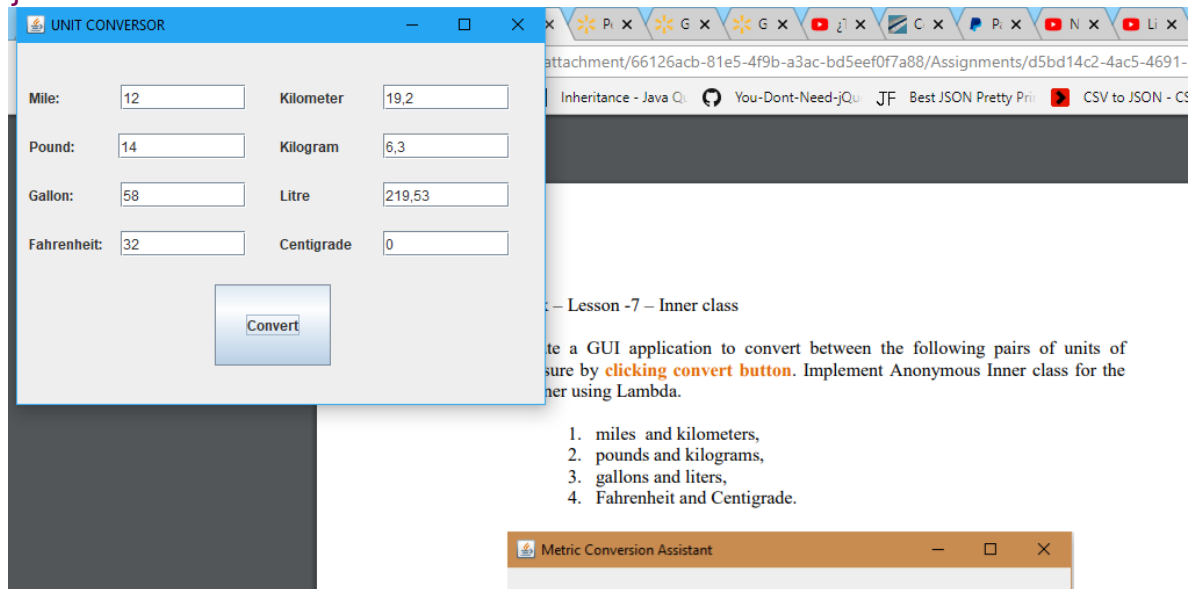 UNIT CONVERSOR
Mile: 12 Kilometer 19,2
Pound: 14 Kilogram 6,3
Gallon: 58 Litre 219,53
Fahrenheit: 32 Centigrade 0
Convert
G G C N Li
attachment/66126acb-81e5-4f9b-a3ac-bd5eef0f7a88/Assignments/d5bd14c2-4ac5-4691-
Inheritance - Java You-Dont-Need-jQu JF Best JSON Pretty Pri CSV to JSON - CS
– Lesson -7 – Inner class
te a GUI application to convert between the following pairs of units of
sure by clicking convert button. Implement Anonymous Inner class for the
ner using Lambda.
1. miles and kilometers,
2. pounds and kilograms,
3. gallons and liters,
4. Fahrenheit and Centigrade.
Metric Conversion Assistant